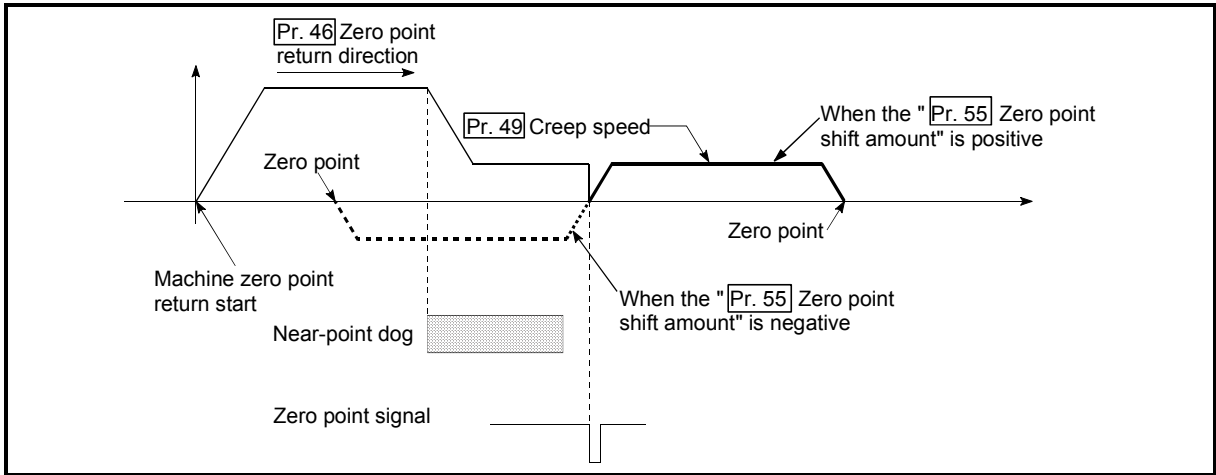 Pr. 46 Zero point
return direction
Pr. 49 Creep speed
When the " Pr. 55 Zero point
shift amount" is positive
Zero point
Zero point
Machine zero point
return start
When the " Pr. 55 Zero point
shift amount" is negative
Near-point dog
Zero point signal